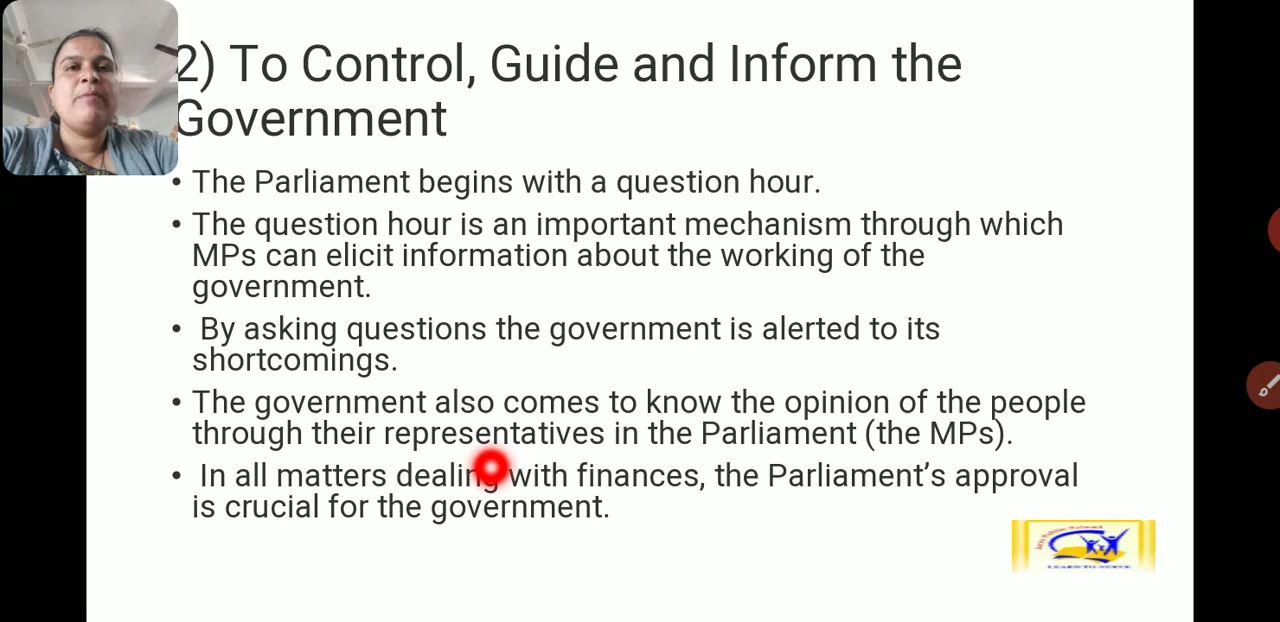 2) To Control, Guide and Inform the
Government
• The Parliament begins with a question hour.
• The question hour is an important mechanism through which
MPs can elicit information about the working of the
government.
• By asking questions the government is alerted to its
shortcomings.
• The government also comes to know the opinion of the people
through their representatives in the Parliament (the MPs).
• In all matters dealing with finances, the Parliament’s approval
is crucial for the government.
LEARN TO SERVE